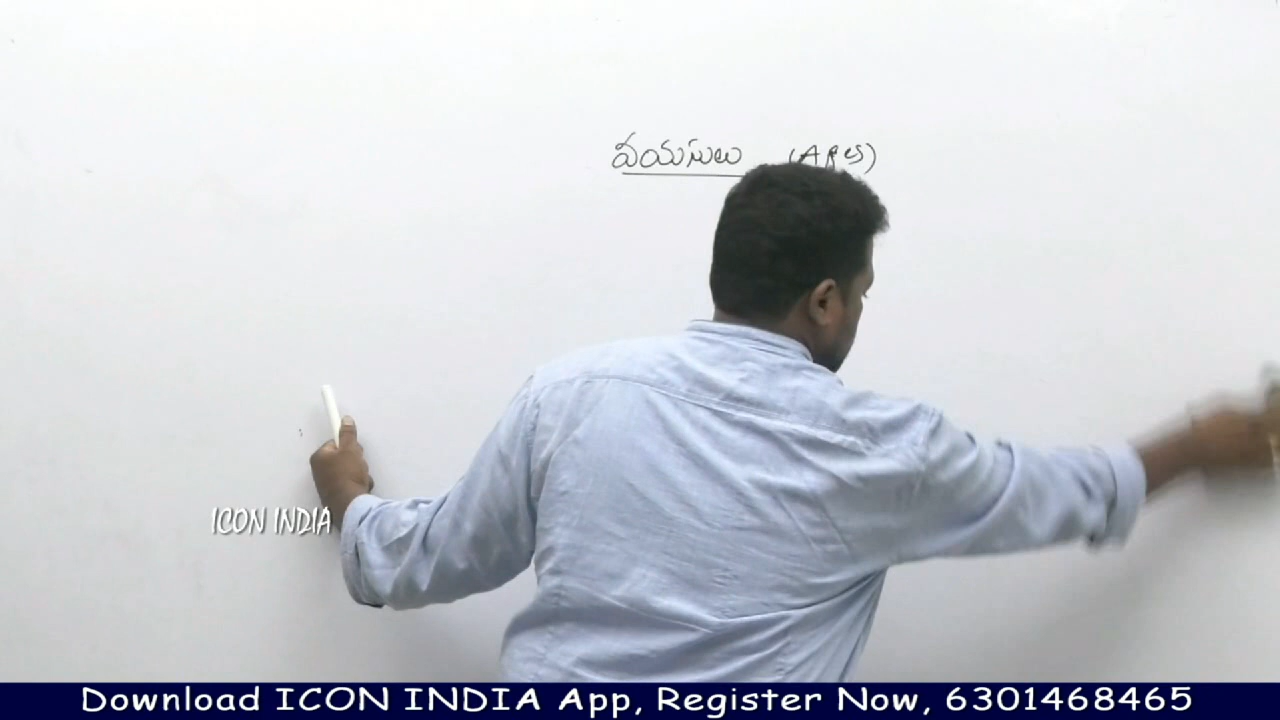 వయసులు (AGES)
ICON INDIA
Download ICON INDIA App, Register Now, 6301468465